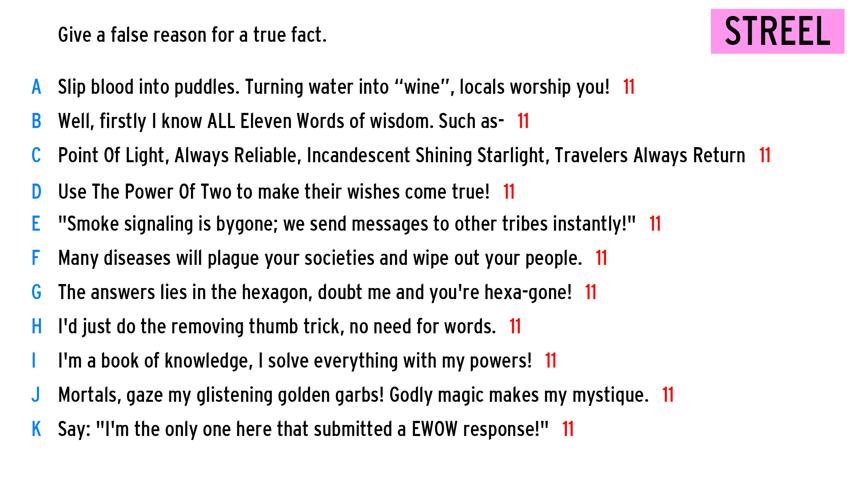 Give a false reason for a true fact.
STREEL
A Slip blood into puddles. Turning water into “wine”, locals worship you! 11
B Well, firstly I know ALL Eleven Words of wisdom. Such as- 11
C Point Of Light, Always Reliable, Incandescent Shining Starlight, Travelers Always Return 11
D Use The Power Of Two to make their wishes come true! 11
E "Smoke signaling is bygone; we send messages to other tribes instantly!" 11
F Many diseases will plague your societies and wipe out your people. 11
G The answers lies in the hexagon, doubt me and you're hexa-gone! 11
H I'd just do the removing thumb trick, no need for words. 11
I I'm a book of knowledge, I solve everything with my powers! 11
J Mortals, gaze my glistening golden garbs! Godly magic makes my mystique. 11
K Say: "I'm the only one here that submitted a EWOW response!" 11